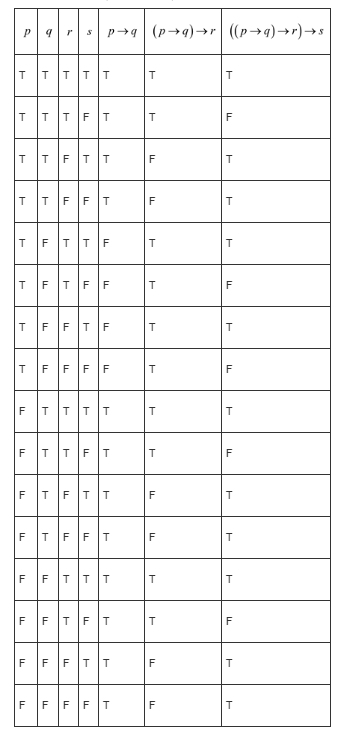 p q r s p→q (p→q)→r ((p→q)→r)→s
T T T T T T T
T T T F T T F
T T F T T F T
T T F F T F T
T F T T F T T
T F T F F T F
T F F T F T T
T F F F F T F
F T T T T T T
F T T F T T F
F T F T T F T
F T F F T F T
F F T T T T T
F F T F T T F
F F F T T F T
F F F F T F T